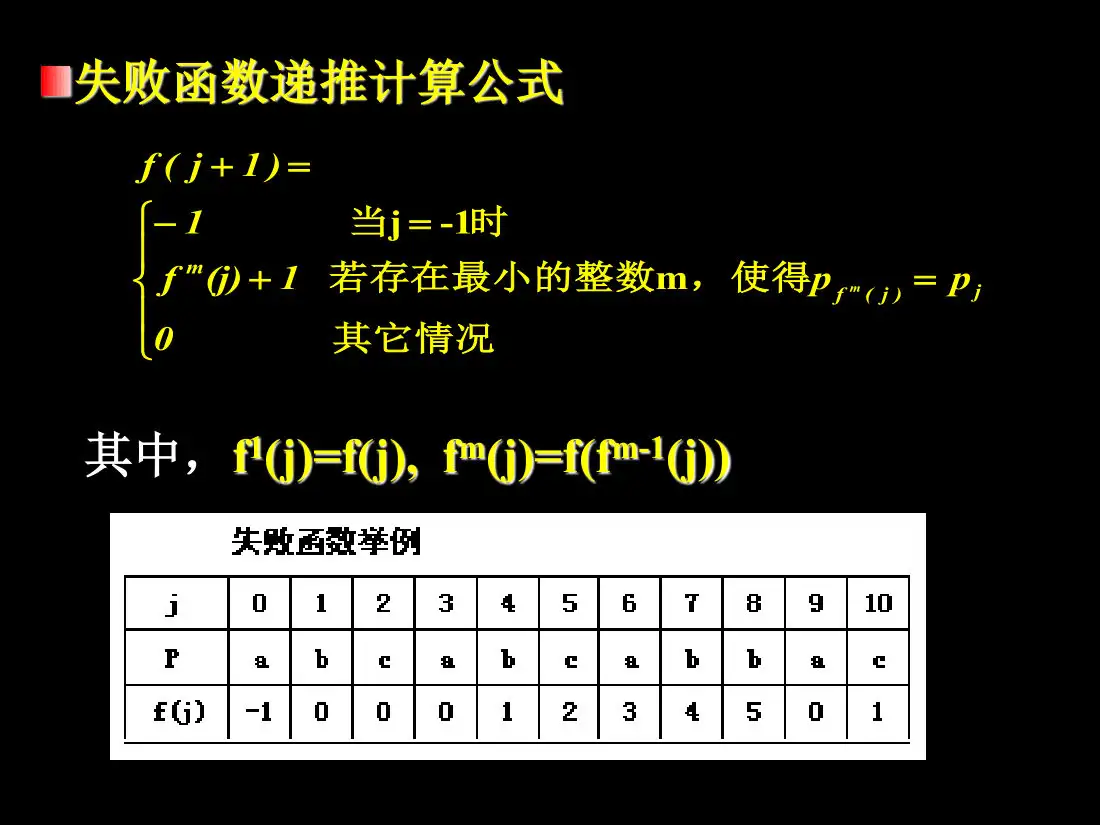 失败函数递推计算公式
f ( j + 1 ) =
- 1 当j = -1时
f m (j) + 1 若存在最小的整数m，使得p f m ( j ) = p j
0 其它情况
其中，f1(j)=f(j), fm(j)=f(fm-1(j))
失败函数举例
j 0 1 2 3 4 5 6 7 8 9 10
P a b c a b c a b b a c
f(j) -1 0 0 0 1 2 3 4 5 0 1